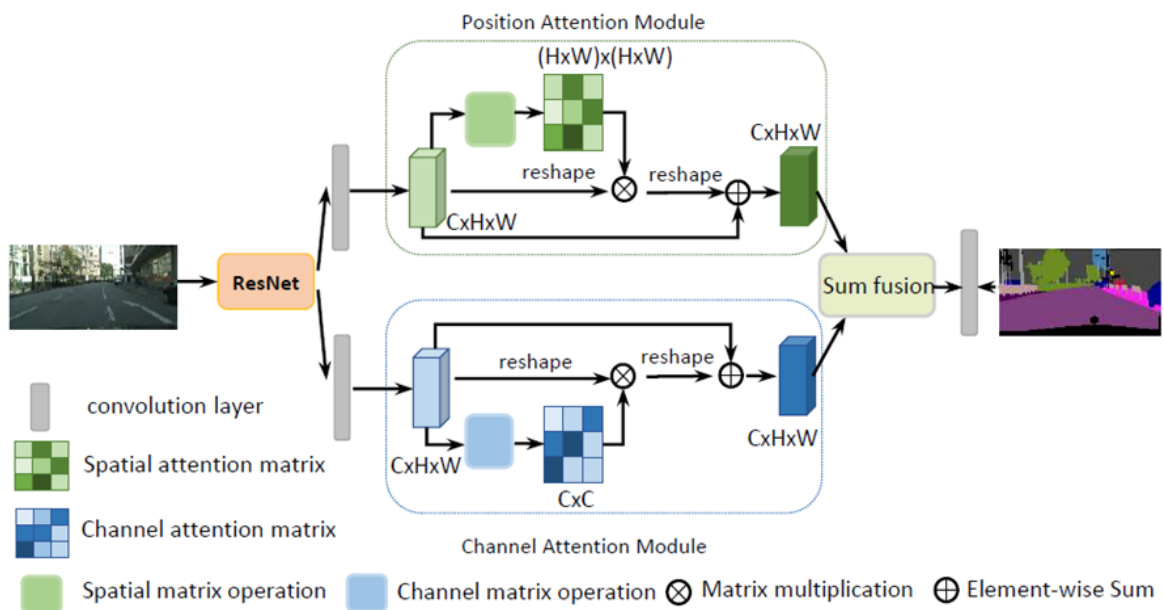 Position Attention Module
(HxW)x(HxW)
CxHxW
reshape
reshape
CxHxW
ResNet
Sum fusion
reshape
reshape
CxHxW
CxHxW
CxC
Channel Attention Module
convolution layer
Spatial attention matrix
Channel attention matrix
Spatial matrix operation
Channel matrix operation
Matrix multiplication
Element-wise Sum